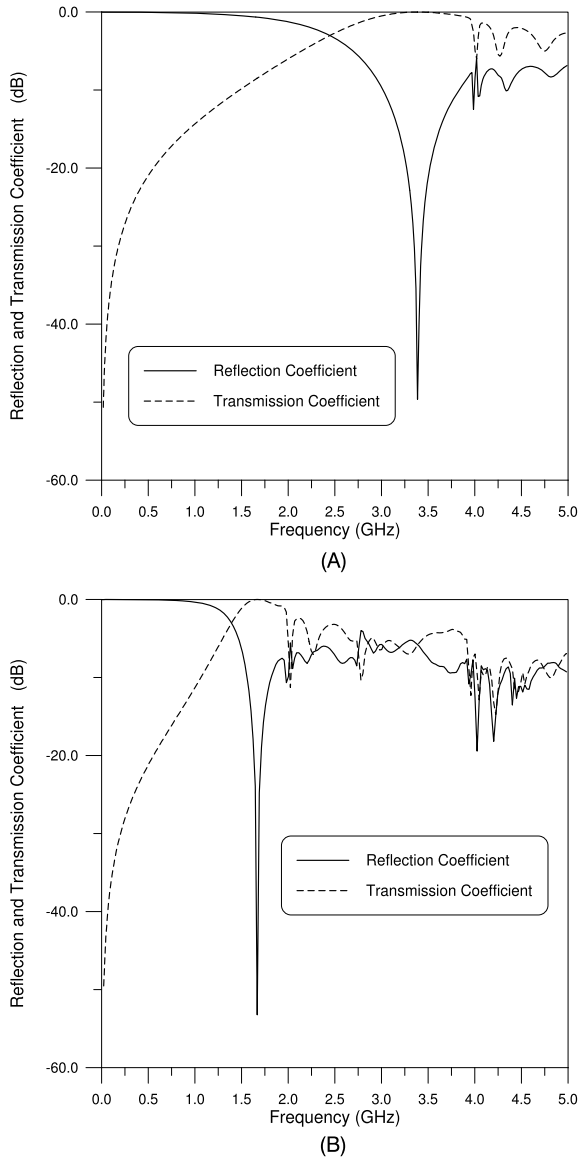 0.0
-20.0
-40.0
-60.0
Reflection and Transmission Coefficient (dB)
Reflection Coefficient
Transmission Coefficient
0.0 0.5 1.0 1.5 2.0 2.5 3.0 3.5 4.0 4.5 5.0
Frequency (GHz)
(A)
0.0
-20.0
-40.0
-60.0
Reflection and Transmission Coefficient (dB)
Reflection Coefficient
Transmission Coefficient
0.0 0.5 1.0 1.5 2.0 2.5 3.0 3.5 4.0 4.5 5.0
Frequency (GHz)
(B)